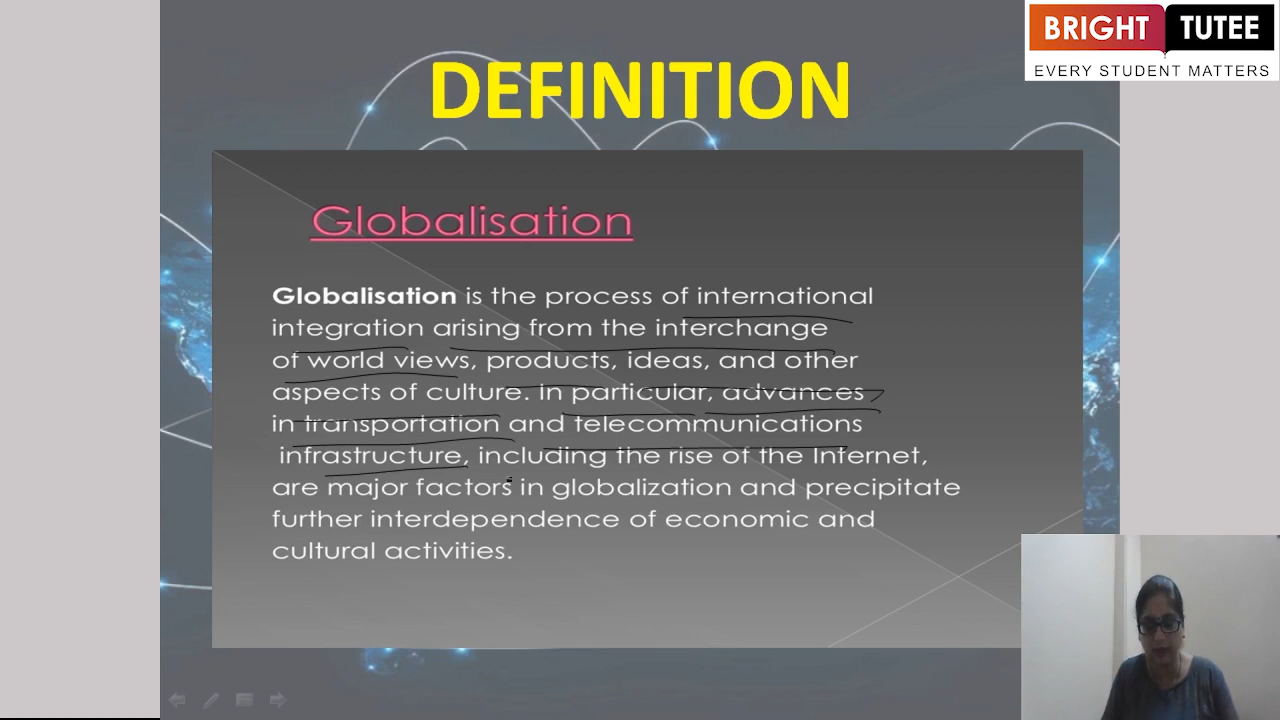 BRIGHT TUTEE
EVERY STUDENT MATTERS
DEFINITION
Globalisation
Globalisation is the process of international
integration arising from the interchange
of world views, products, ideas, and other
aspects of culture. In particular, advances
in transportation and telecommunications
infrastructure, including the rise of the Internet,
are major factors in globalization and precipitate
further interdependence of economic and
cultural activities.